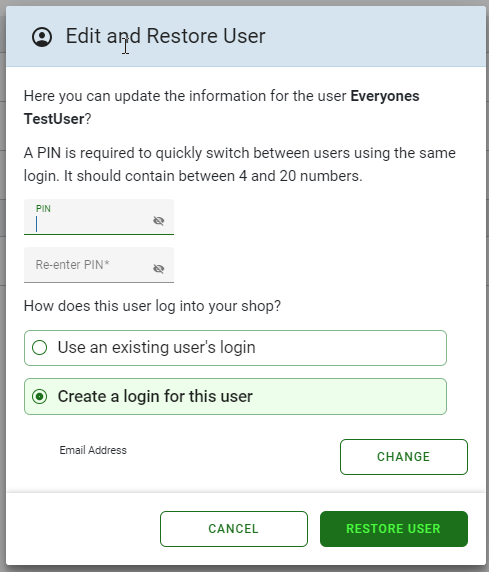 Edit and Restore User
Here you can update the information for the user Everyones
TestUser?
A PIN is required to quickly switch between users using the same
login. It should contain between 4 and 20 numbers.
PIN
Re-enter PIN*
How does this user log into your shop?
Use an existing user's login
Create a login for this user
Email Address
CHANGE
CANCEL
RESTORE USER